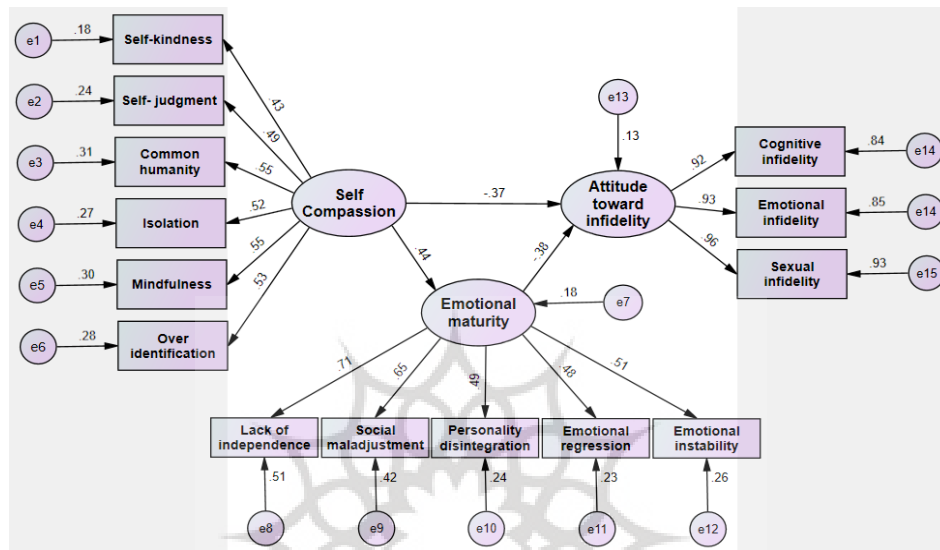 e1
.18
Self-kindness
e2
.24
Self- judgment
e3
.31
Common
humanity
e4
.27
Isolation
e5
.30
Mindfulness
e6
.28
Over
identification
.43
.49
.55
.52
.55
.53
Self
Compassion
-.37
.44
-.38
e13
.13
Attitude
toward
infidelity
.92
.93
.96
Cognitive
infidelity
.84
e14
Emotional
infidelity
.85
e14
Sexual
infidelity
.93
e15
Emotional
maturity
.18
e7
.71
.65
.49
.48
.51
Lack of
independence
Social
maladjustment
Personality
disintegration
Emotional
regression
Emotional
instability
.51
.42
.24
.23
.26
e8
e9
e10
e11
e12